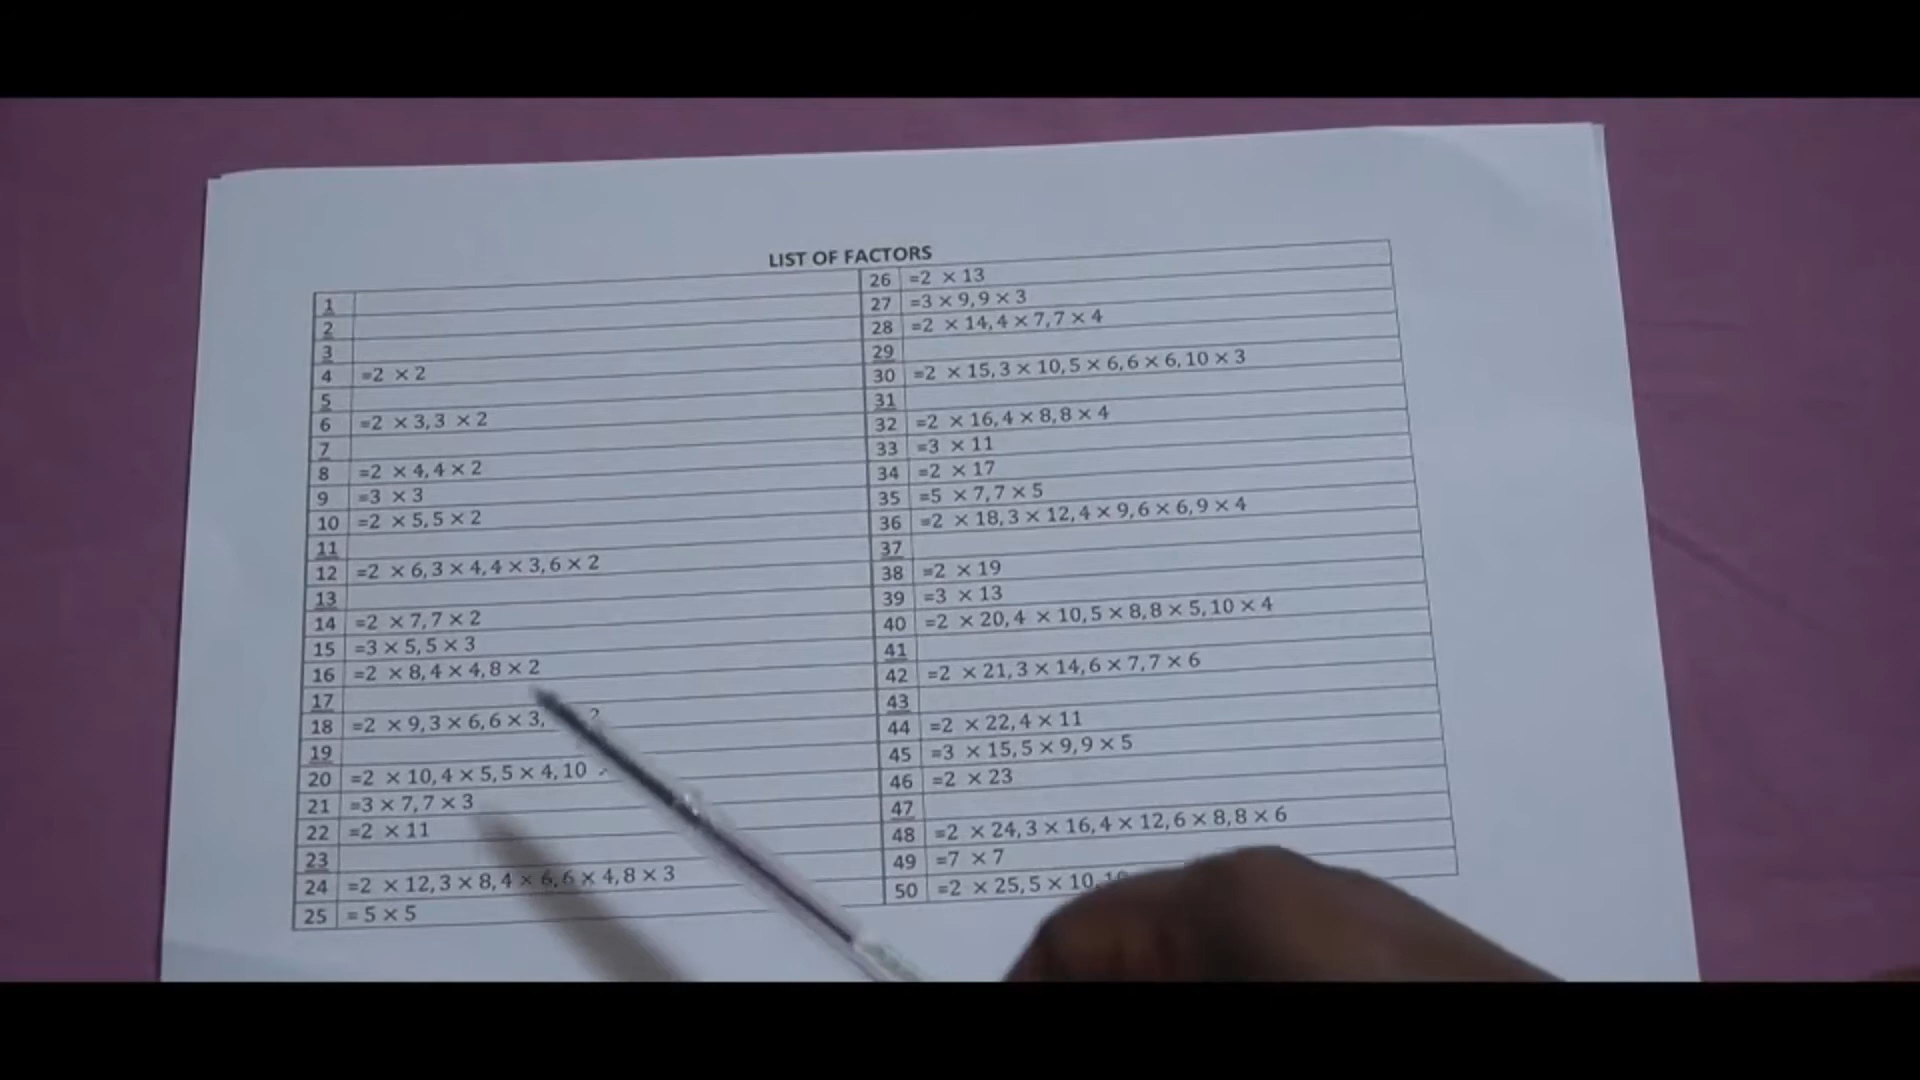 LIST OF FACTORS
1
2
3
4 =2 × 2
5
6 =2 × 3,3 × 2
7
8 =2 × 4,4 × 2
9 =3 × 3
10 =2 × 5,5 × 2
11
12 =2 × 6,3 × 4,4 × 3,6 × 2
13
14 =2 × 7,7 × 2
15 =3 × 5,5 × 3
16 =2 × 8,4 × 4,8 × 2
17
18 =2 × 9,3 × 6,6 × 3, 2
19
20 =2 × 10,4 × 5,5 × 4,10
21 =3 × 7,7 × 3
22 =2 × 11
23
24 =2 × 12,3 × 8,4 × 6,6 × 4,8 × 3
25 = 5 × 5
26 =2 × 13
27 =3 × 9,9 × 3
28 =2 × 14,4 × 7,7 × 4
29
30 =2 × 15,3 × 10,5 × 6,6 × 6,10 × 3
31
32 =2 × 16,4 × 8,8 × 4
33 =3 × 11
34 =2 × 17
35 =5 × 7,7 × 5
36 =2 × 18,3 × 12,4 × 9,6 × 6,9 × 4
37
38 =2 × 19
39 =3 × 13
40 =2 × 20,4 × 10,5 × 8,8 × 5,10 × 4
41
42 =2 × 21,3 × 14,6 × 7,7 × 6
43
44 =2 × 22,4 × 11
45 =3 × 15,5 × 9,9 × 5
46 =2 × 23
47
48 =2 × 24,3 × 16,4 × 12,6 × 8,8 × 6
49 =7 × 7
50 =2 × 25,5 × 10,